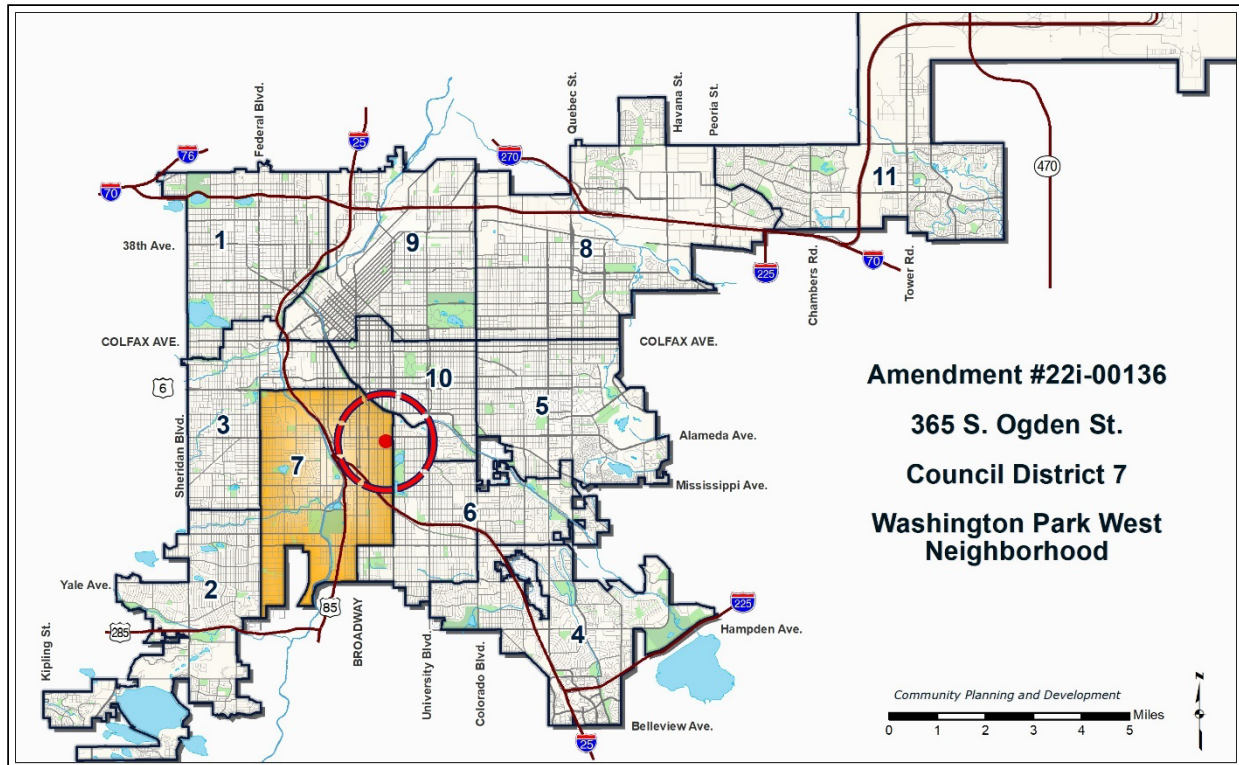 Federal Blvd.
Quebec St.
Havana St.
Peoria St.
76
25
270
70
470
11
1
9
8
38th Ave.
225
70
Chambers Rd.
Tower Rd.
COLFAX AVE.
COLFAX AVE.
6
10
5
3
Sheridan Blvd.
Alameda Ave.
7
Mississippi Ave.
6
Yale Ave.
2
85
285
Kipling St.
BROADWAY
University Blvd.
Colorado Blvd.
4
225
Hampden Ave.
Belleview Ave.
25
Amendment #22i-00136
365 S. Ogden St.
Council District 7
Washington Park West
Neighborhood
Community Planning and Development
Miles
0 1 2 3 4 5
N